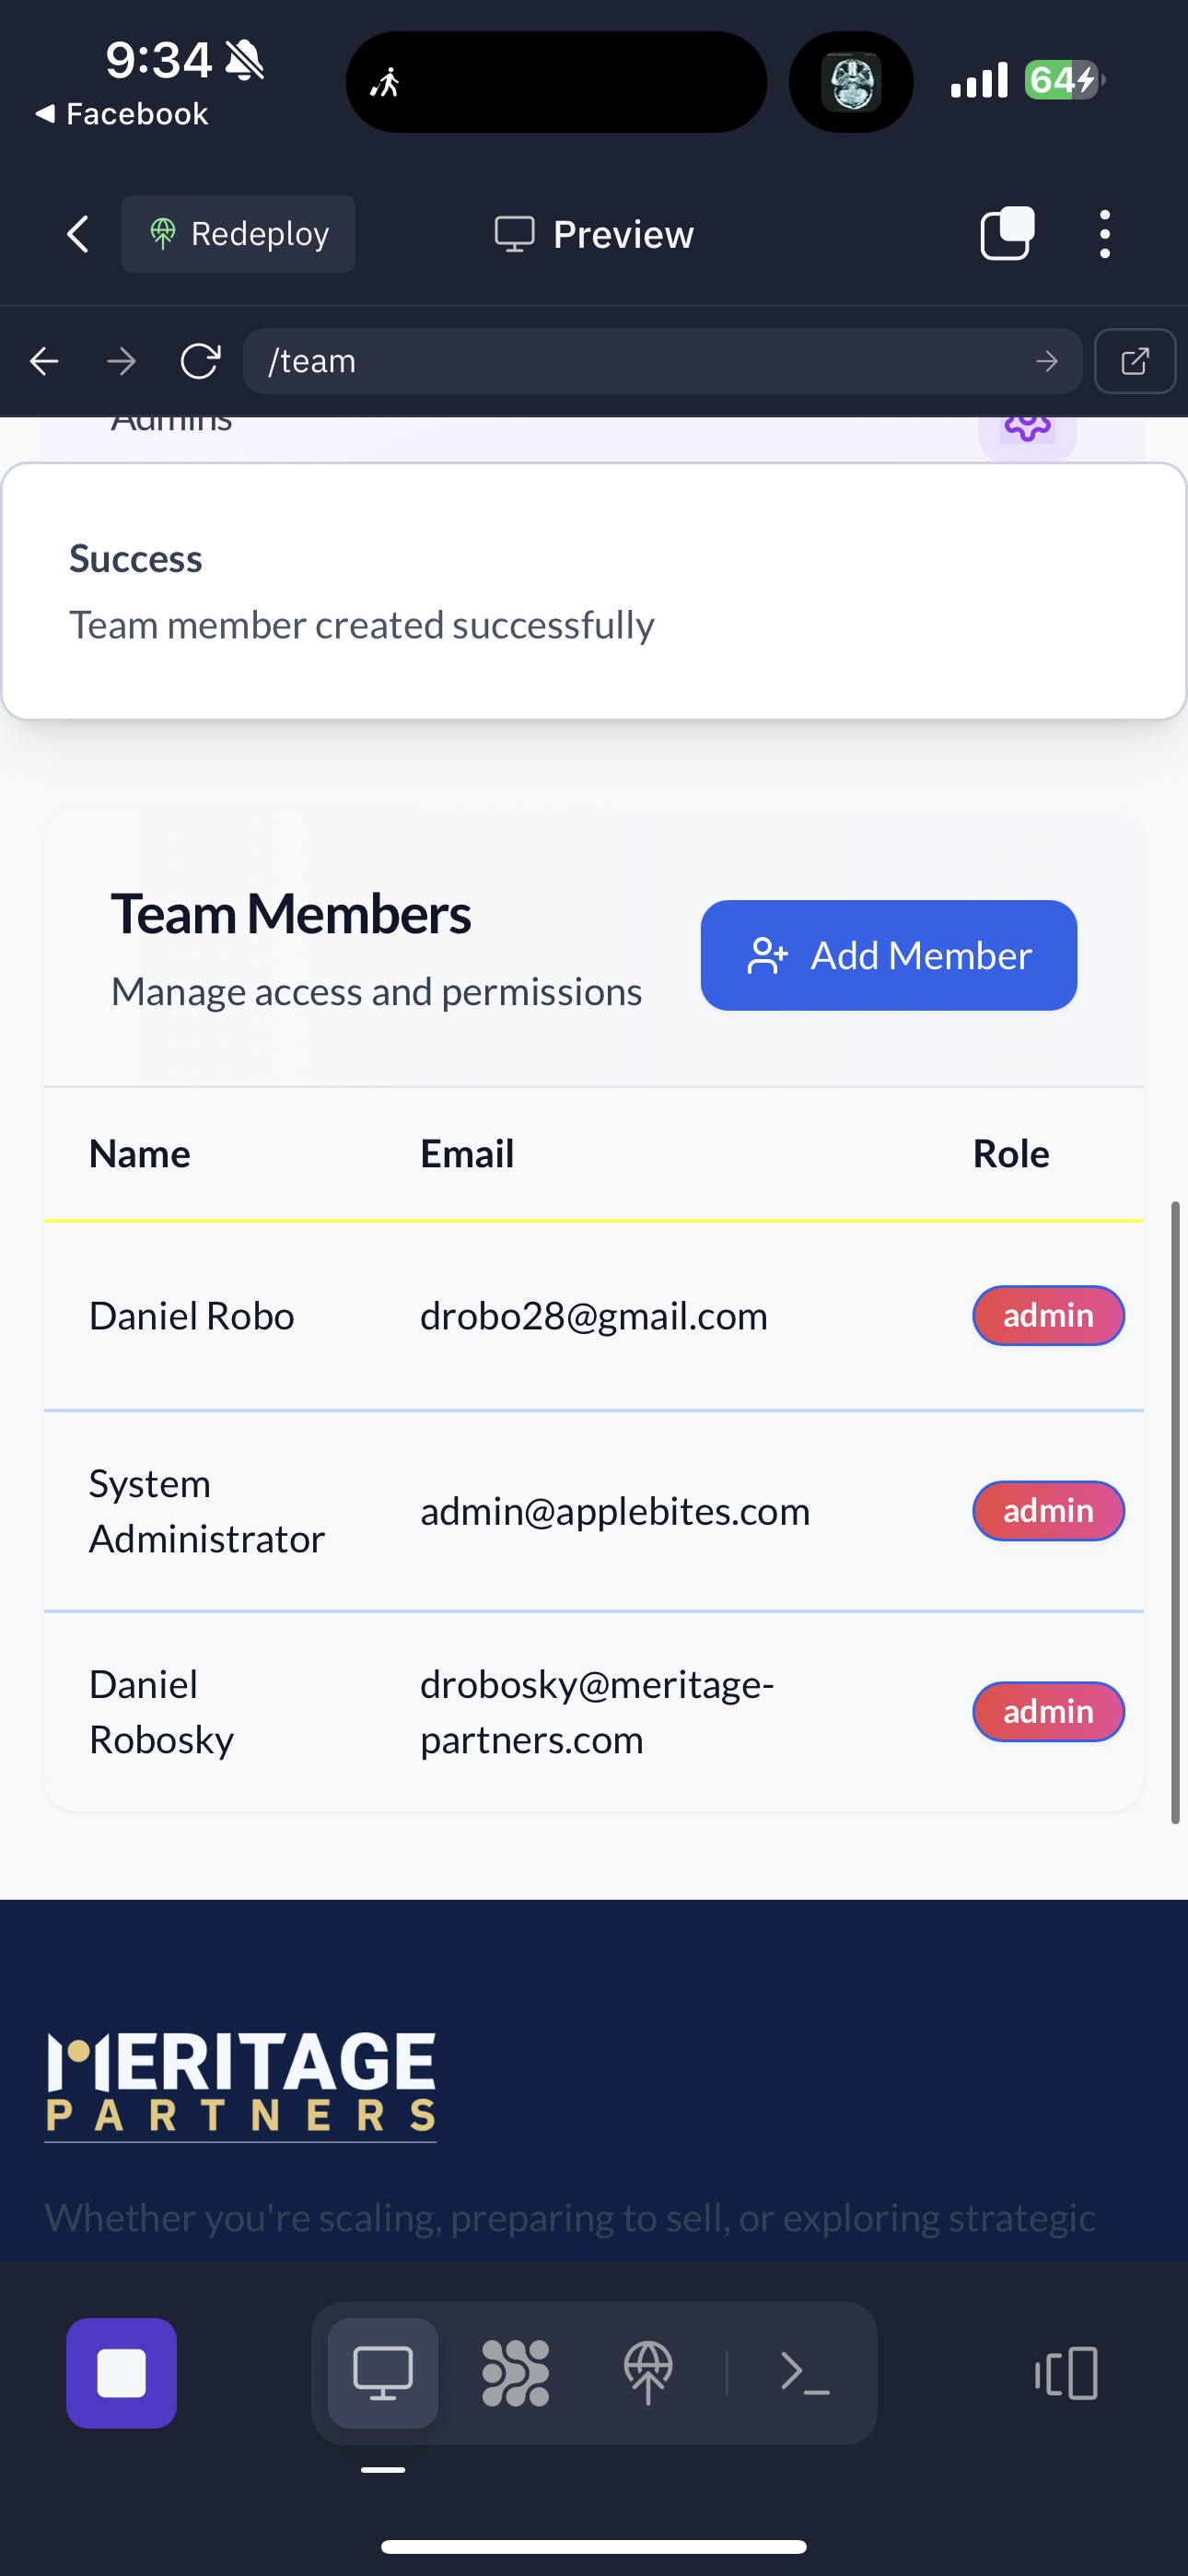 9:34
Facebook
64
Redeploy
Preview
/team
Admins
Success
Team member created successfully
Team Members
Manage access and permissions
Add Member
Name Email Role
Daniel Robo drobo28@gmail.com admin
System
Administrator
admin@applebites.com
admin
Daniel
Robosky
drobosky@meritage-
partners.com
admin
MERITAGE
PARTNERS
Whether you're scaling, preparing to sell, or exploring strategic